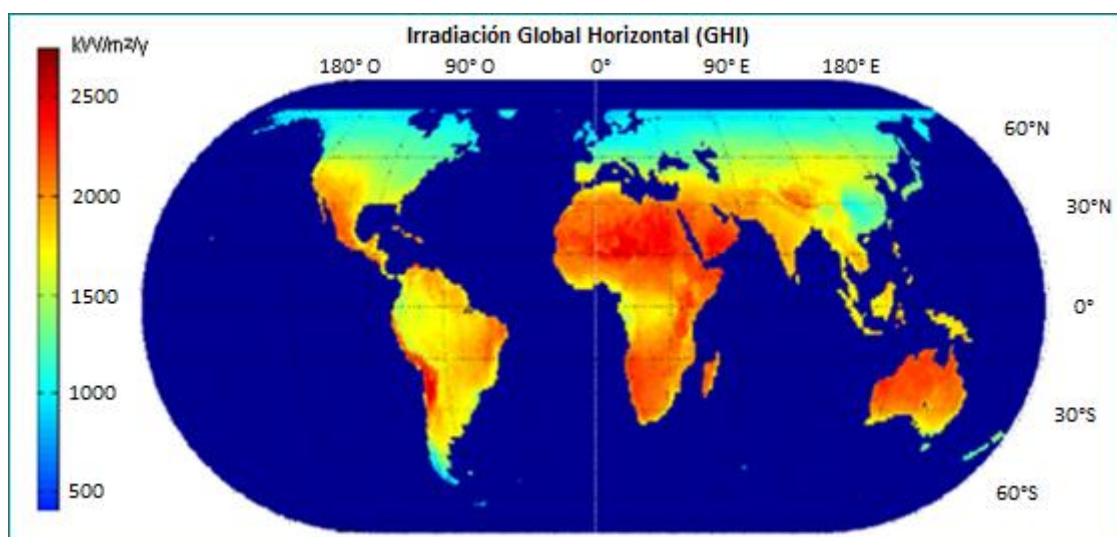 Irradiación Global Horizontal (GHI)
kW/m²/y
180° O 90° O 0° 90° E 180° E
2500
60°N
2000
30°N
1500
0°
1000
30°S
500
60°S